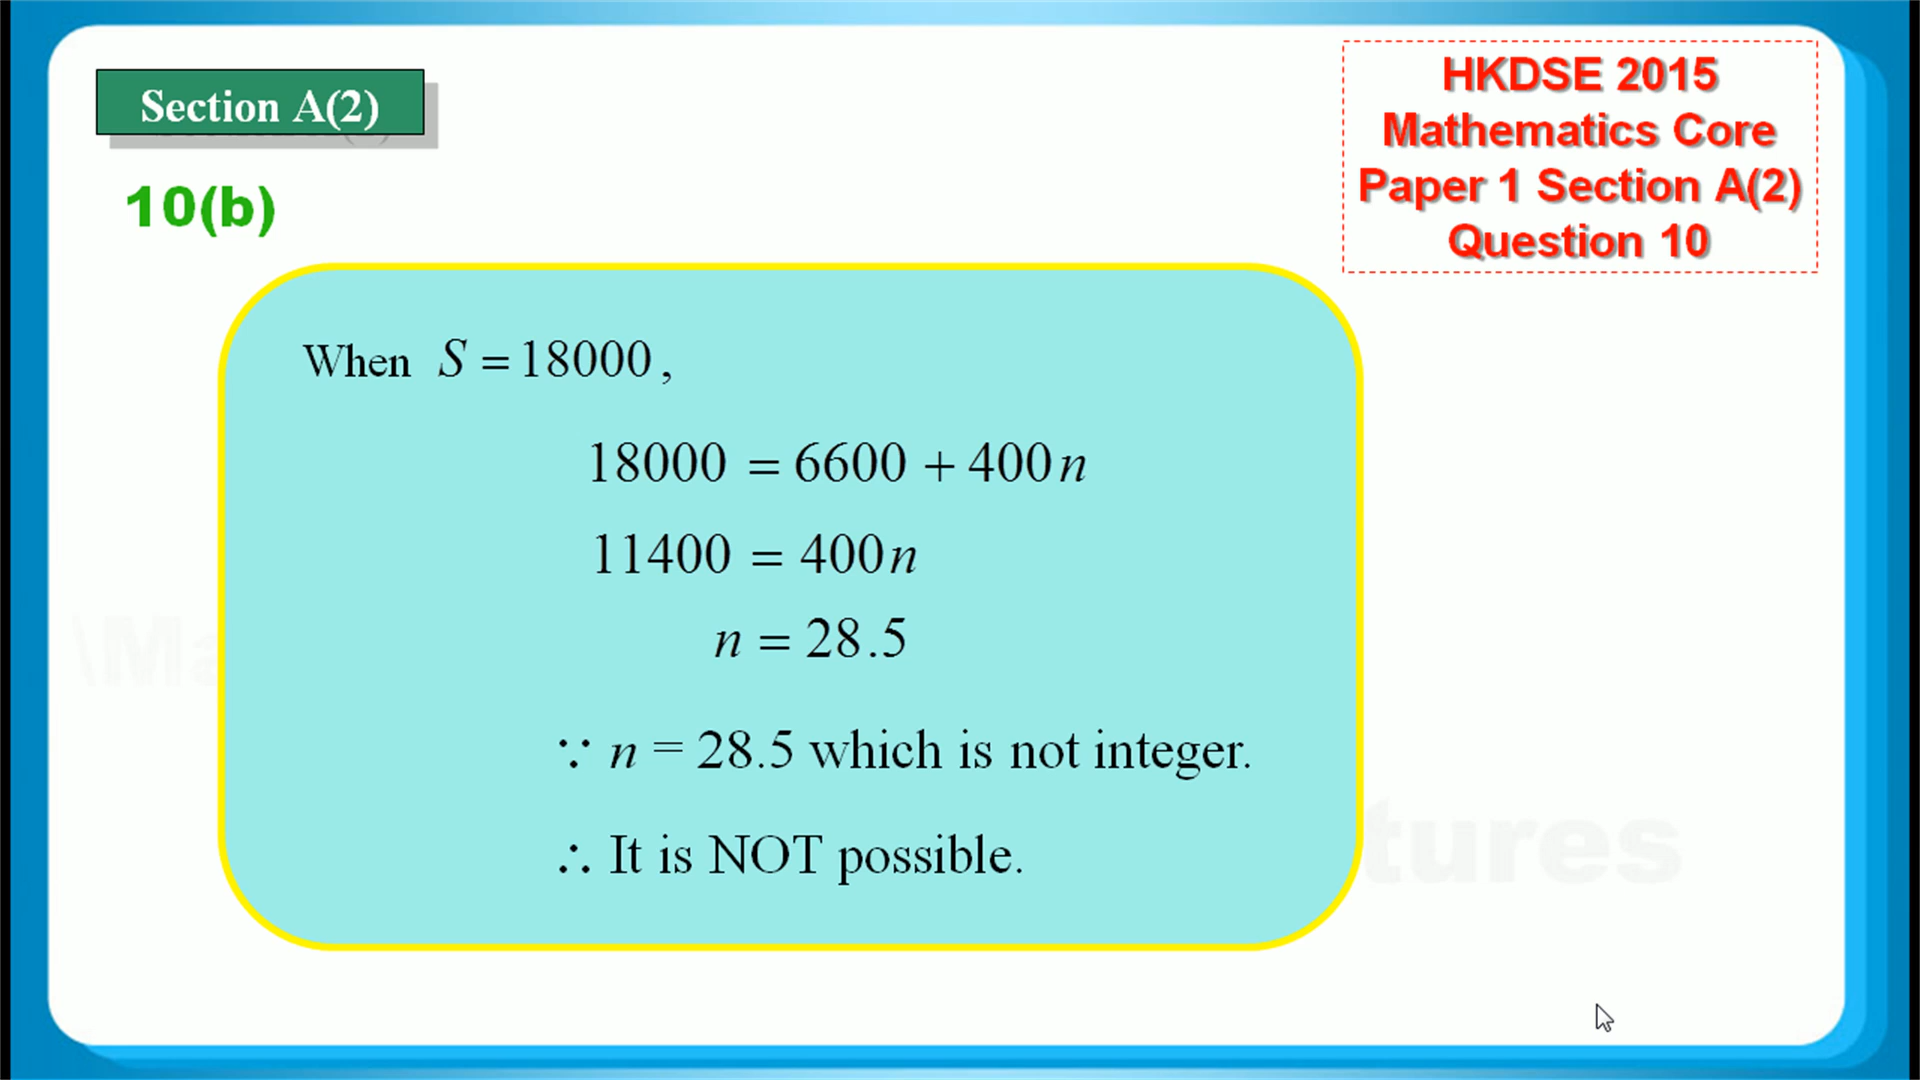 Section A(2)
HKDSE 2015
Mathematics Core
Paper 1 Section A(2)
Question 10
10(b)
When S = 18000,
18000 = 6600 + 400n
11400 = 400n
n = 28.5
∵ n = 28.5 which is not integer.
∴ It is NOT possible.